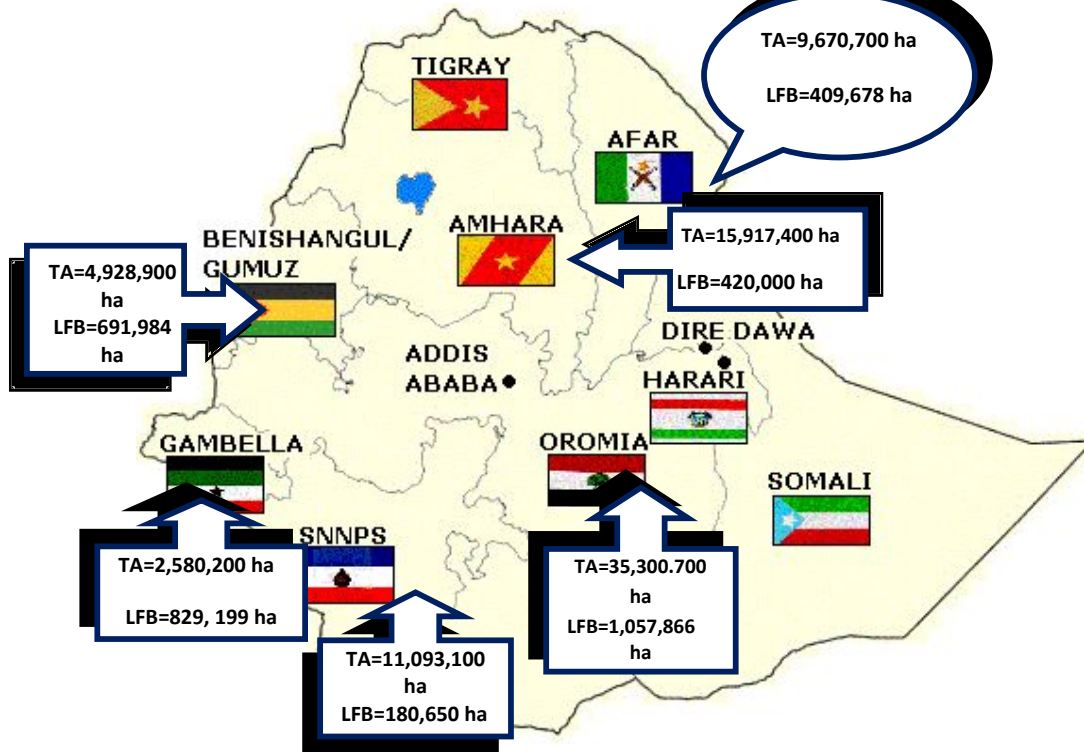 TA=9,670,700 ha
LFB=409,678 ha
TIGRAY
AFAR
AMHARA
TA=15,917,400 ha
LFB=420,000 ha
BENISHANGUL/
GUMUZ
TA=4,928,900
ha
LFB=691,984
ha
DIRE DAWA
ADDIS
ABABA
HARARI
GAMBELLA
OROMIA
SOMALI
SNNPS
TA=2,580,200 ha
LFB=829, 199 ha
TA=35,300.700
ha
LFB=1,057,866
ha
TA=11,093,100
ha
LFB=180,650 ha